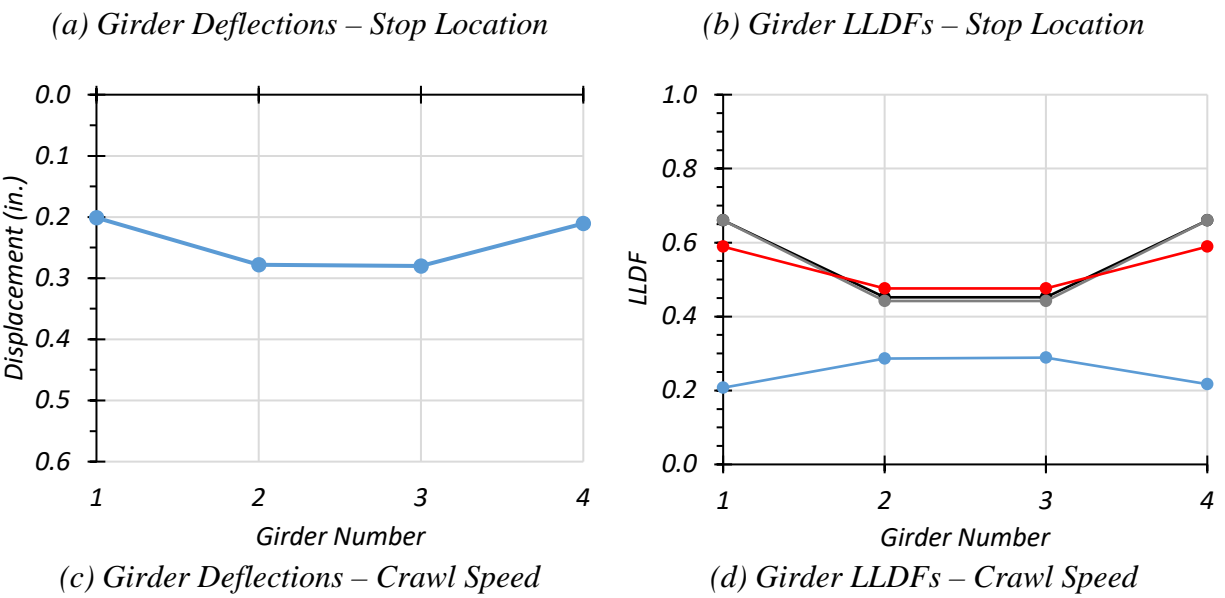 (a) Girder Deflections – Stop Location
(b) Girder LLDFs – Stop Location
Displacement (in.)
0.0
0.1
0.2
0.3
0.4
0.5
0.6
1 2 3 4
Girder Number
LLDF
1.0
0.8
0.6
0.4
0.2
0.0
1 2 3 4
Girder Number
(c) Girder Deflections – Crawl Speed
(d) Girder LLDFs – Crawl Speed